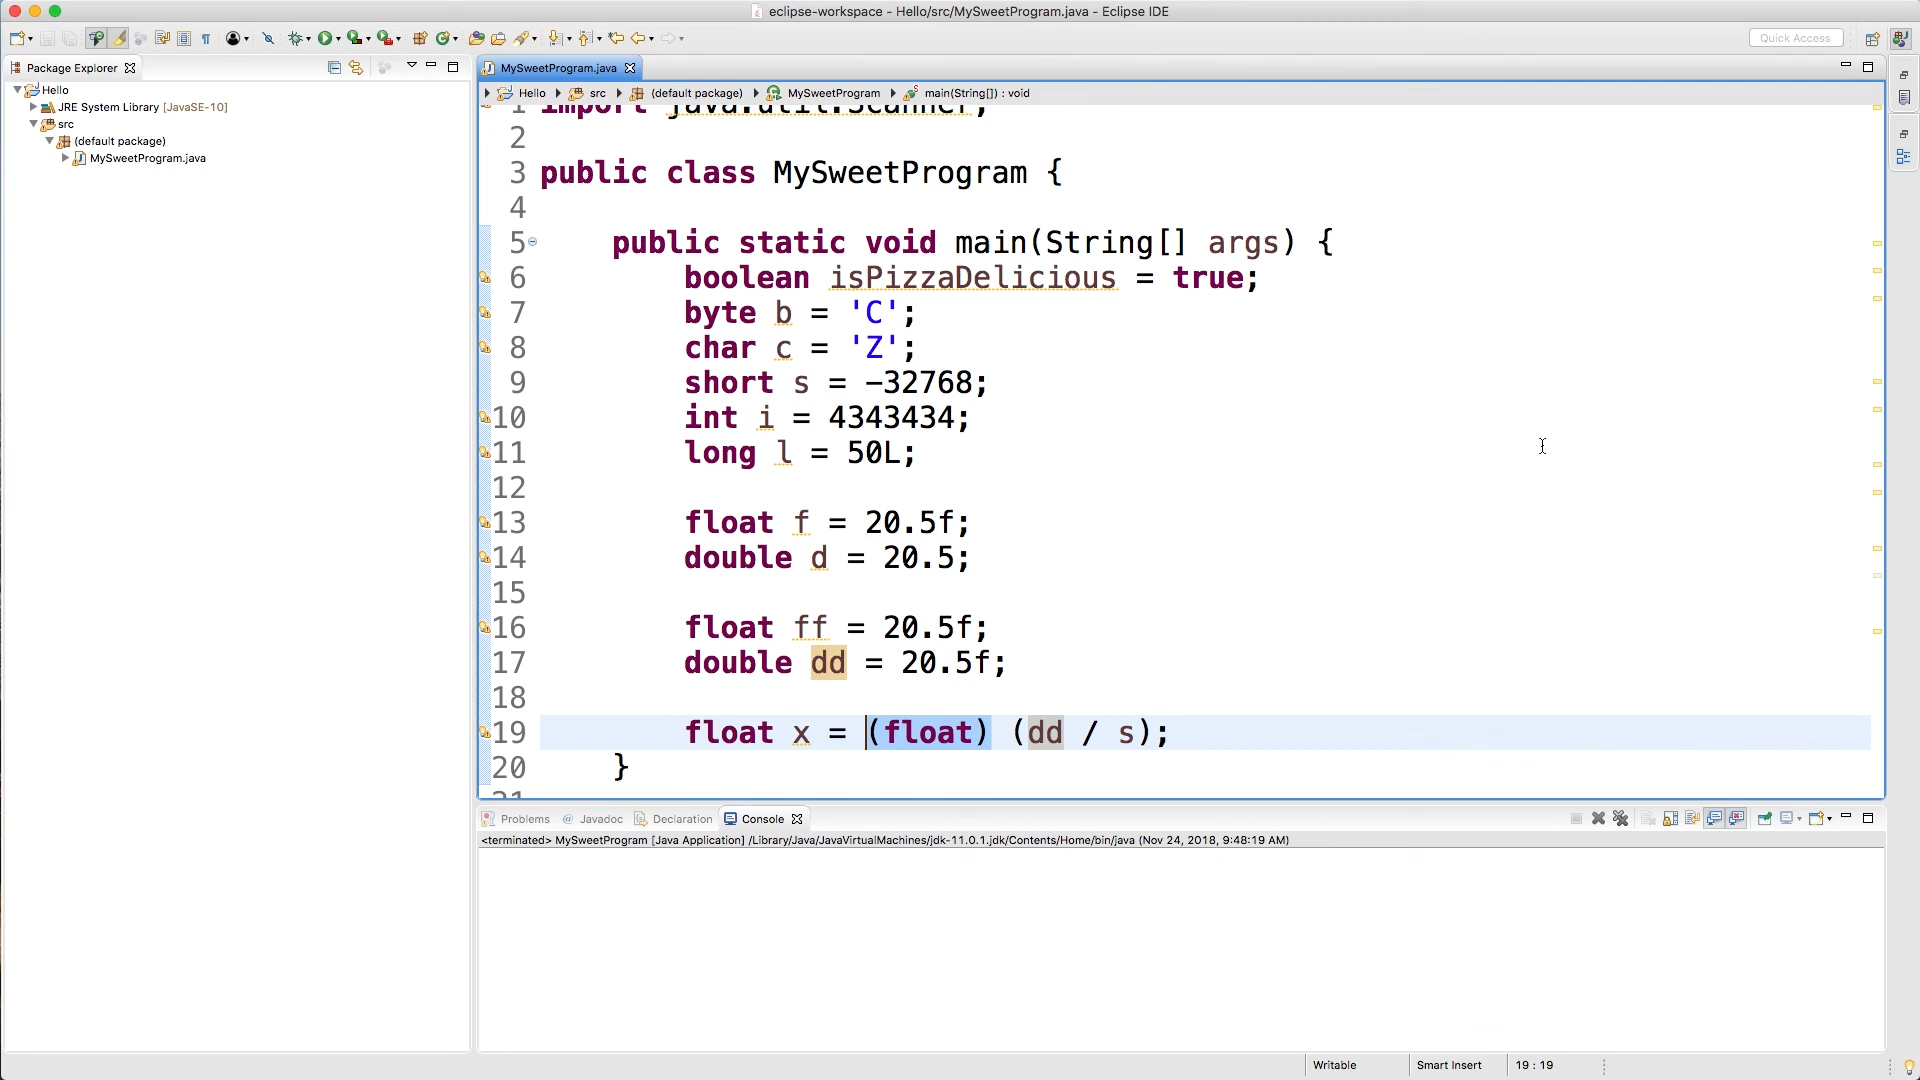 eclipse-workspace - Hello/src/MySweetProgram.java - Eclipse IDE
Quick Access
Package Explorer
MySweetProgram.java
Hello
JRE System Library [JavaSE-10]
src
(default package)
MySweetProgram.java
Hello src (default package) MySweetProgram main(String[]) : void
1 import java.util.Scanner;
2
3 public class MySweetProgram {
4
5 public static void main(String[] args) {
6 boolean isPizzaDelicious = true;
7 byte b = 'C';
8 char c = 'Z';
9 short s = -32768;
10 int i = 4343434;
11 long l = 50L;
12
13 float f = 20.5f;
14 double d = 20.5;
15
16 float ff = 20.5f;
17 double dd = 20.5f;
18
19 float x = (float) (dd / s);
20 }
21
Problems @ Javadoc Declaration Console
<terminated> MySweetProgram [Java Application] /Library/Java/JavaVirtualMachines/jdk-11.0.1.jdk/Contents/Home/bin/java (Nov 24, 2018, 9:48:19 AM)
Writable Smart Insert 19 : 19